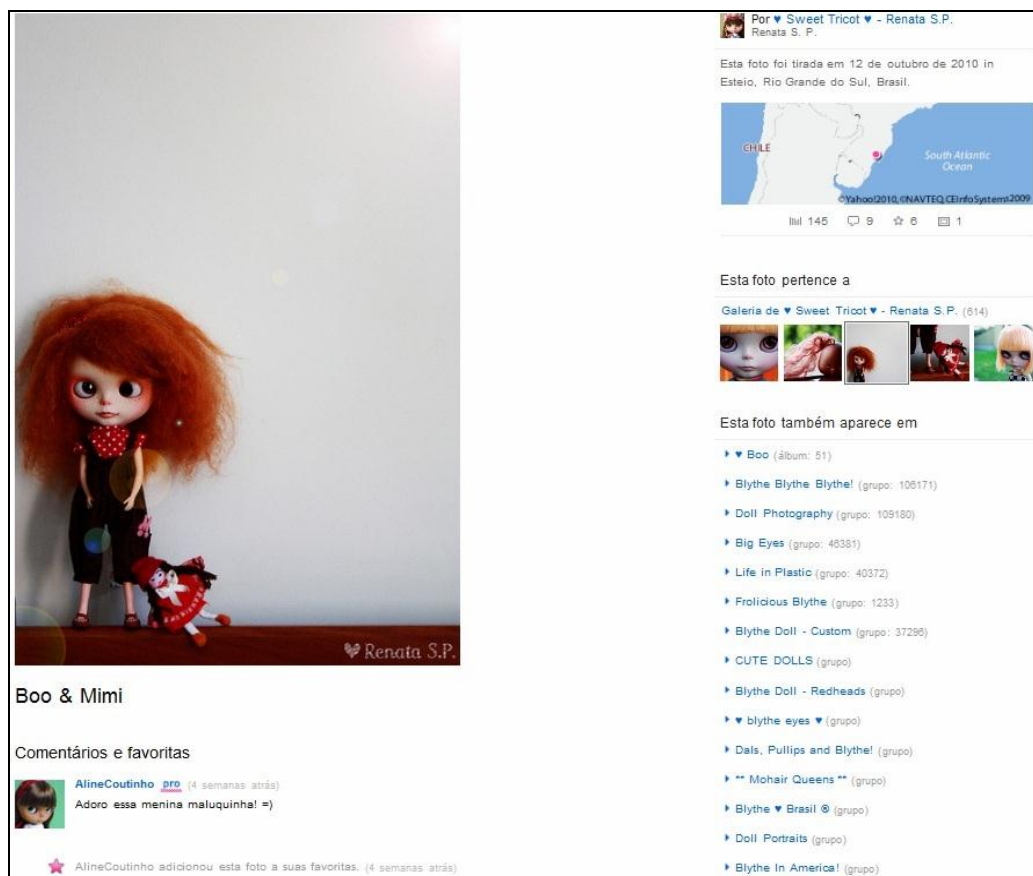 ♥ Renata S.P.
Boo & Mimi
Comentários e favoritas
AlineCoutinho pro (4 semanas atrás)
Adoro essa menina maluquinha! =)
AlineCoutinho adicionou esta foto a suas favoritas. (4 semanas atrás)
Por ♥ Sweet Tricot ♥ - Renata S.P.
Renata S. P.
Esta foto foi tirada em 12 de outubro de 2010 in
Esteio, Rio Grande do Sul, Brasil.
CHILE
South Atlantic
Ocean
©Yahoo!2010, ©NAVTEQ, CEInfoSystems2009
145 9 6 1
Esta foto pertence a
Galeria de ♥ Sweet Tricot ♥ - Renata S.P. (614)
Esta foto também aparece em
♥ Boo (álbum: 51)
Blythe Blythe Blythe! (grupo: 106171)
Doll Photography (grupo: 109180)
Big Eyes (grupo: 46381)
Life in Plastic (grupo: 40372)
Frolicious Blythe (grupo: 1233)
Blythe Doll - Custom (grupo: 37296)
CUTE DOLLS (grupo)
Blythe Doll - Redheads (grupo)
♥ blythe eyes ♥ (grupo)
Dals, Pullips and Blythe! (grupo)
** Mohair Queens ** (grupo)
Blythe ♥ Brasil ® (grupo)
Doll Portraits (grupo)
Blythe In America! (grupo)